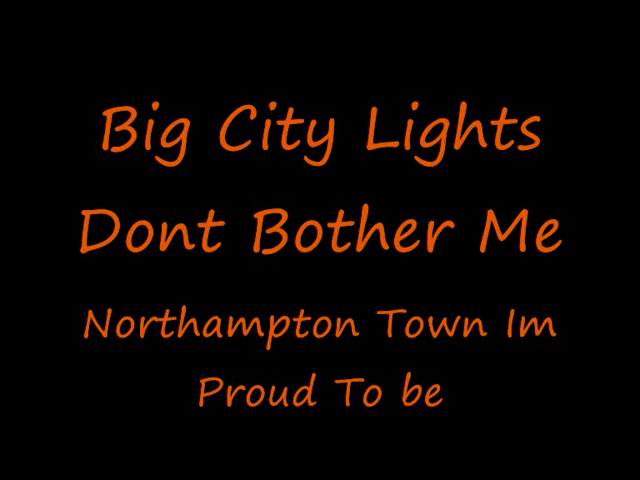 Big City Lights
Dont Bother Me
Northampton Town Im
Proud To be